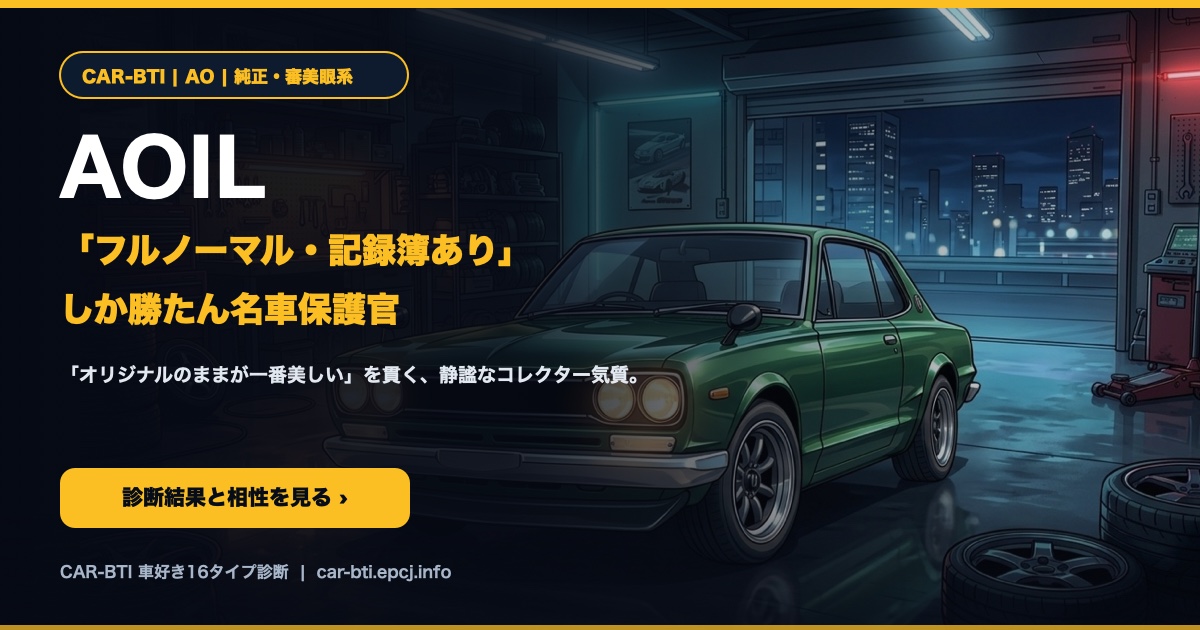 CAR-BTI | AO | 純正・審美眼系
AOIL
「フルノーマル・記録簿あり」
しか勝たん名車保護官
「オリジナルのままが一番美しい」を貫く、静謐なコレクター気質。
診断結果と相性を見る ›
CAR-BTI 車好き16タイプ診断 | car-bti.epcj.info